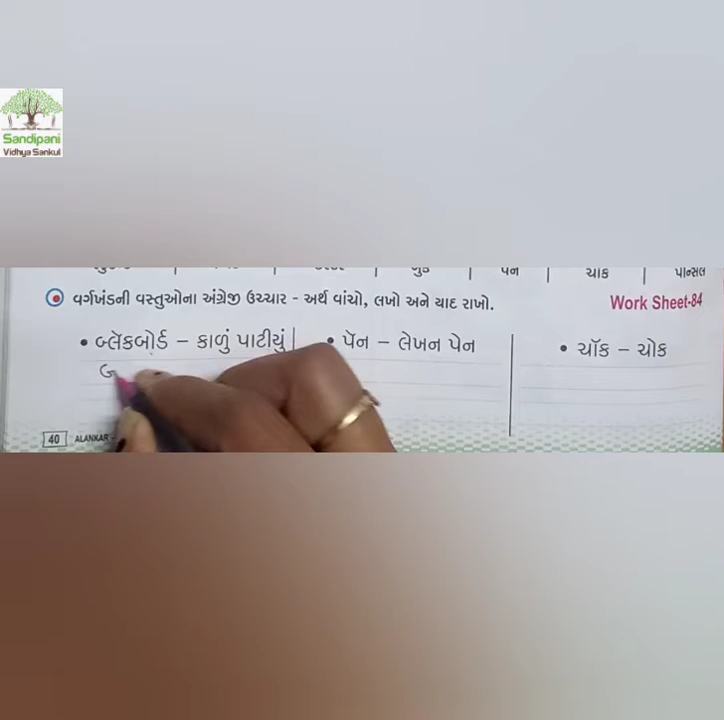 Sandipani
Vidhya Sankul
પેન | ચાક | પેન્સિલ
વર્ગખંડની વસ્તુઓના અંગ્રેજી ઉચ્ચાર - અર્થ વાંચો, લખો અને યાદ રાખો. Work Sheet-84
• બ્લૅકબોર્ડ – કાળું પાટીયું • પૅન – લેખન પેન • ચૉક – ચોક
40 ALANKAR